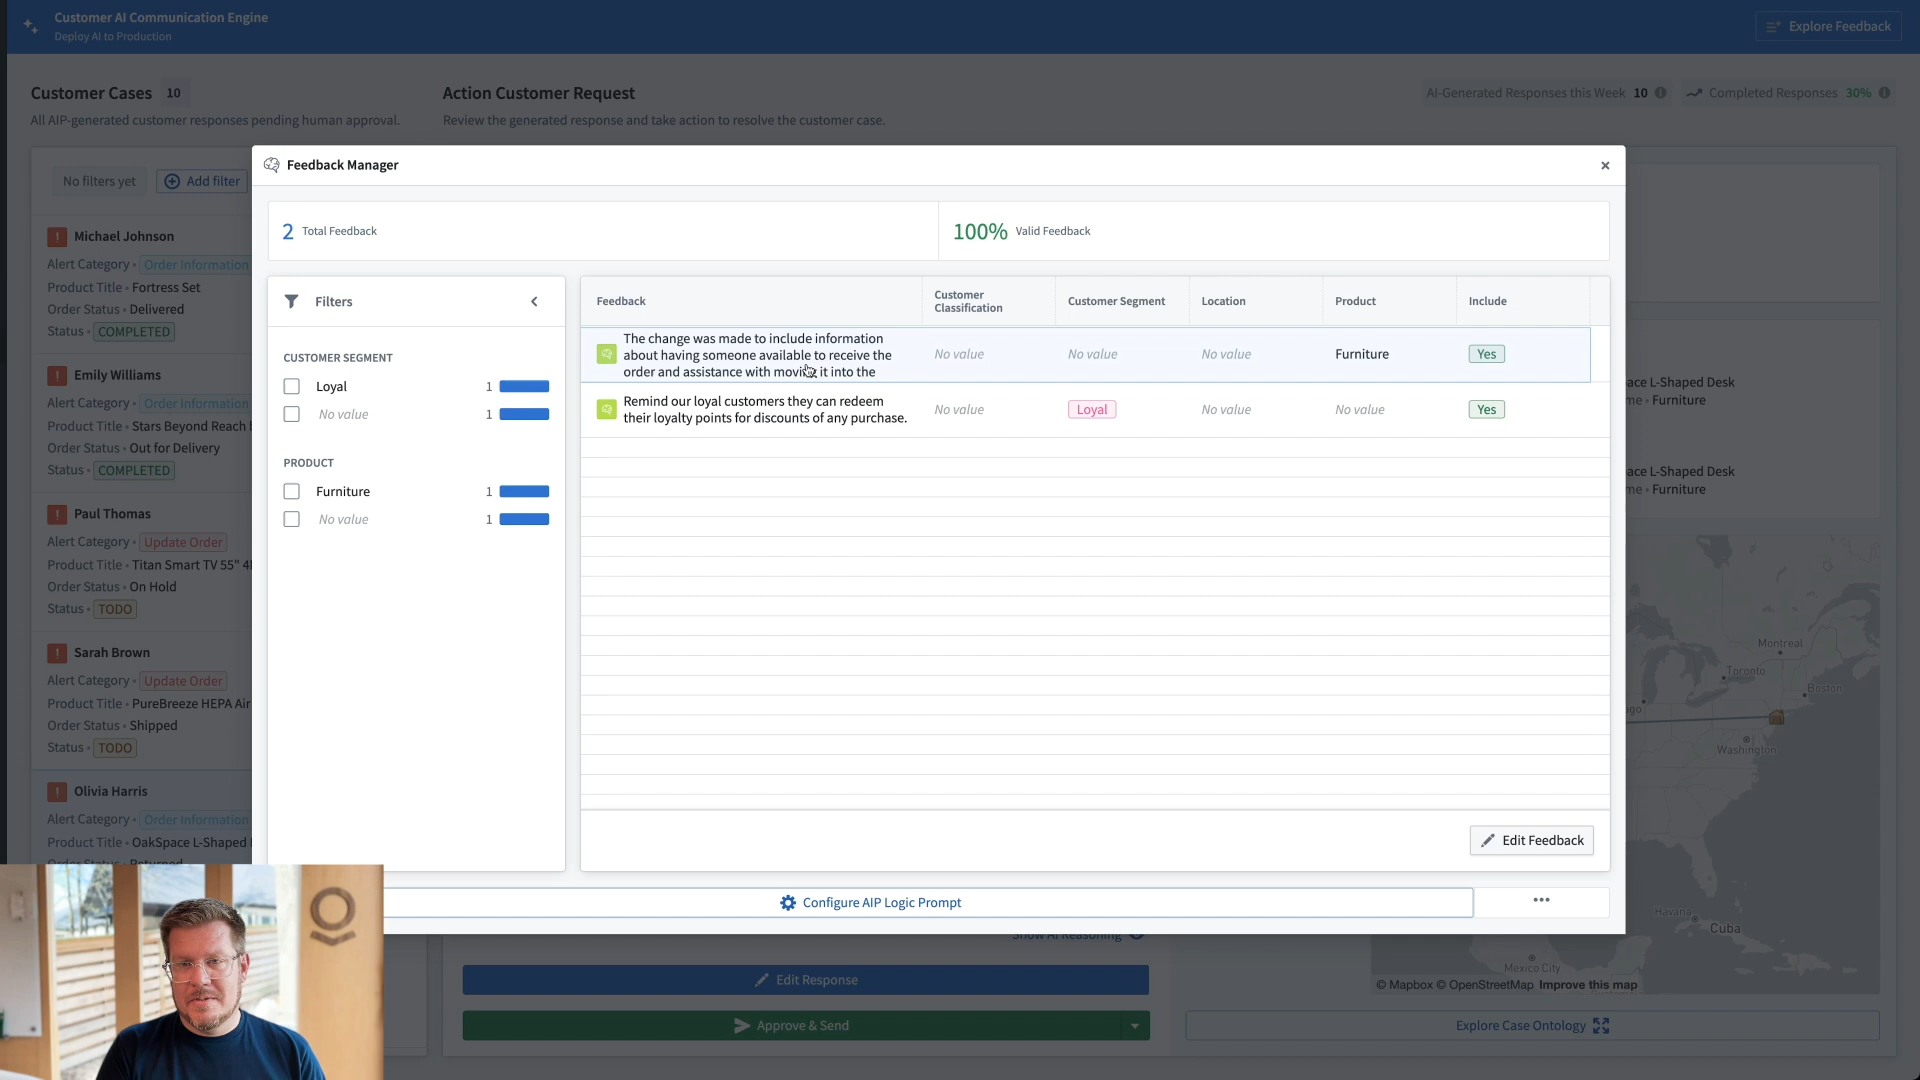 Customer AI Communication Engine
Deploy AI to Production
Explore Feedback
Customer Cases 10
All AIP-generated customer responses pending human approval.
Action Customer Request
Review the generated response and take action to resolve the customer case.
AI-Generated Responses this Week 10
Completed Responses 30%
No filters yet
Add filter
Michael Johnson
Alert Category • Order Information
Product Title • Fortress Set
Order Status • Delivered
Status • COMPLETED
Emily Williams
Alert Category • Order Information
Product Title • Stars Beyond Reach
Order Status • Out for Delivery
Status • COMPLETED
Paul Thomas
Alert Category • Update Order
Product Title • Titan Smart TV 55"
Order Status • On Hold
Status • TODO
Sarah Brown
Alert Category • Update Order
Product Title • PureBreeze HEPA Air
Order Status • Shipped
Status • TODO
Olivia Harris
Alert Category • Order Information
Product Title • OakSpace L-Shaped
Order Status • Returned
Feedback Manager
2 Total Feedback
100% Valid Feedback
Filters
CUSTOMER SEGMENT
Loyal 1
No value 1
PRODUCT
Furniture 1
No value 1
Feedback
Customer
Classification
Customer Segment
Location
Product
Include
The change was made to include information
about having someone available to receive the
order and assistance with moving it into the
No value
No value
No value
Furniture
Yes
Remind our loyal customers they can redeem
their loyalty points for discounts of any purchase.
No value
Loyal
No value
No value
Yes
Edit Feedback
Configure AIP Logic Prompt
ace L-Shaped Desk
me • Furniture
ace L-Shaped Desk
me • Furniture
Montreal
Toronto
Boston
ago
Washington
Havana
Cuba
Mexico City
© Mapbox © OpenStreetMap Improve this map
Show AI Reasoning
Edit Response
Approve & Send
Explore Case Ontology